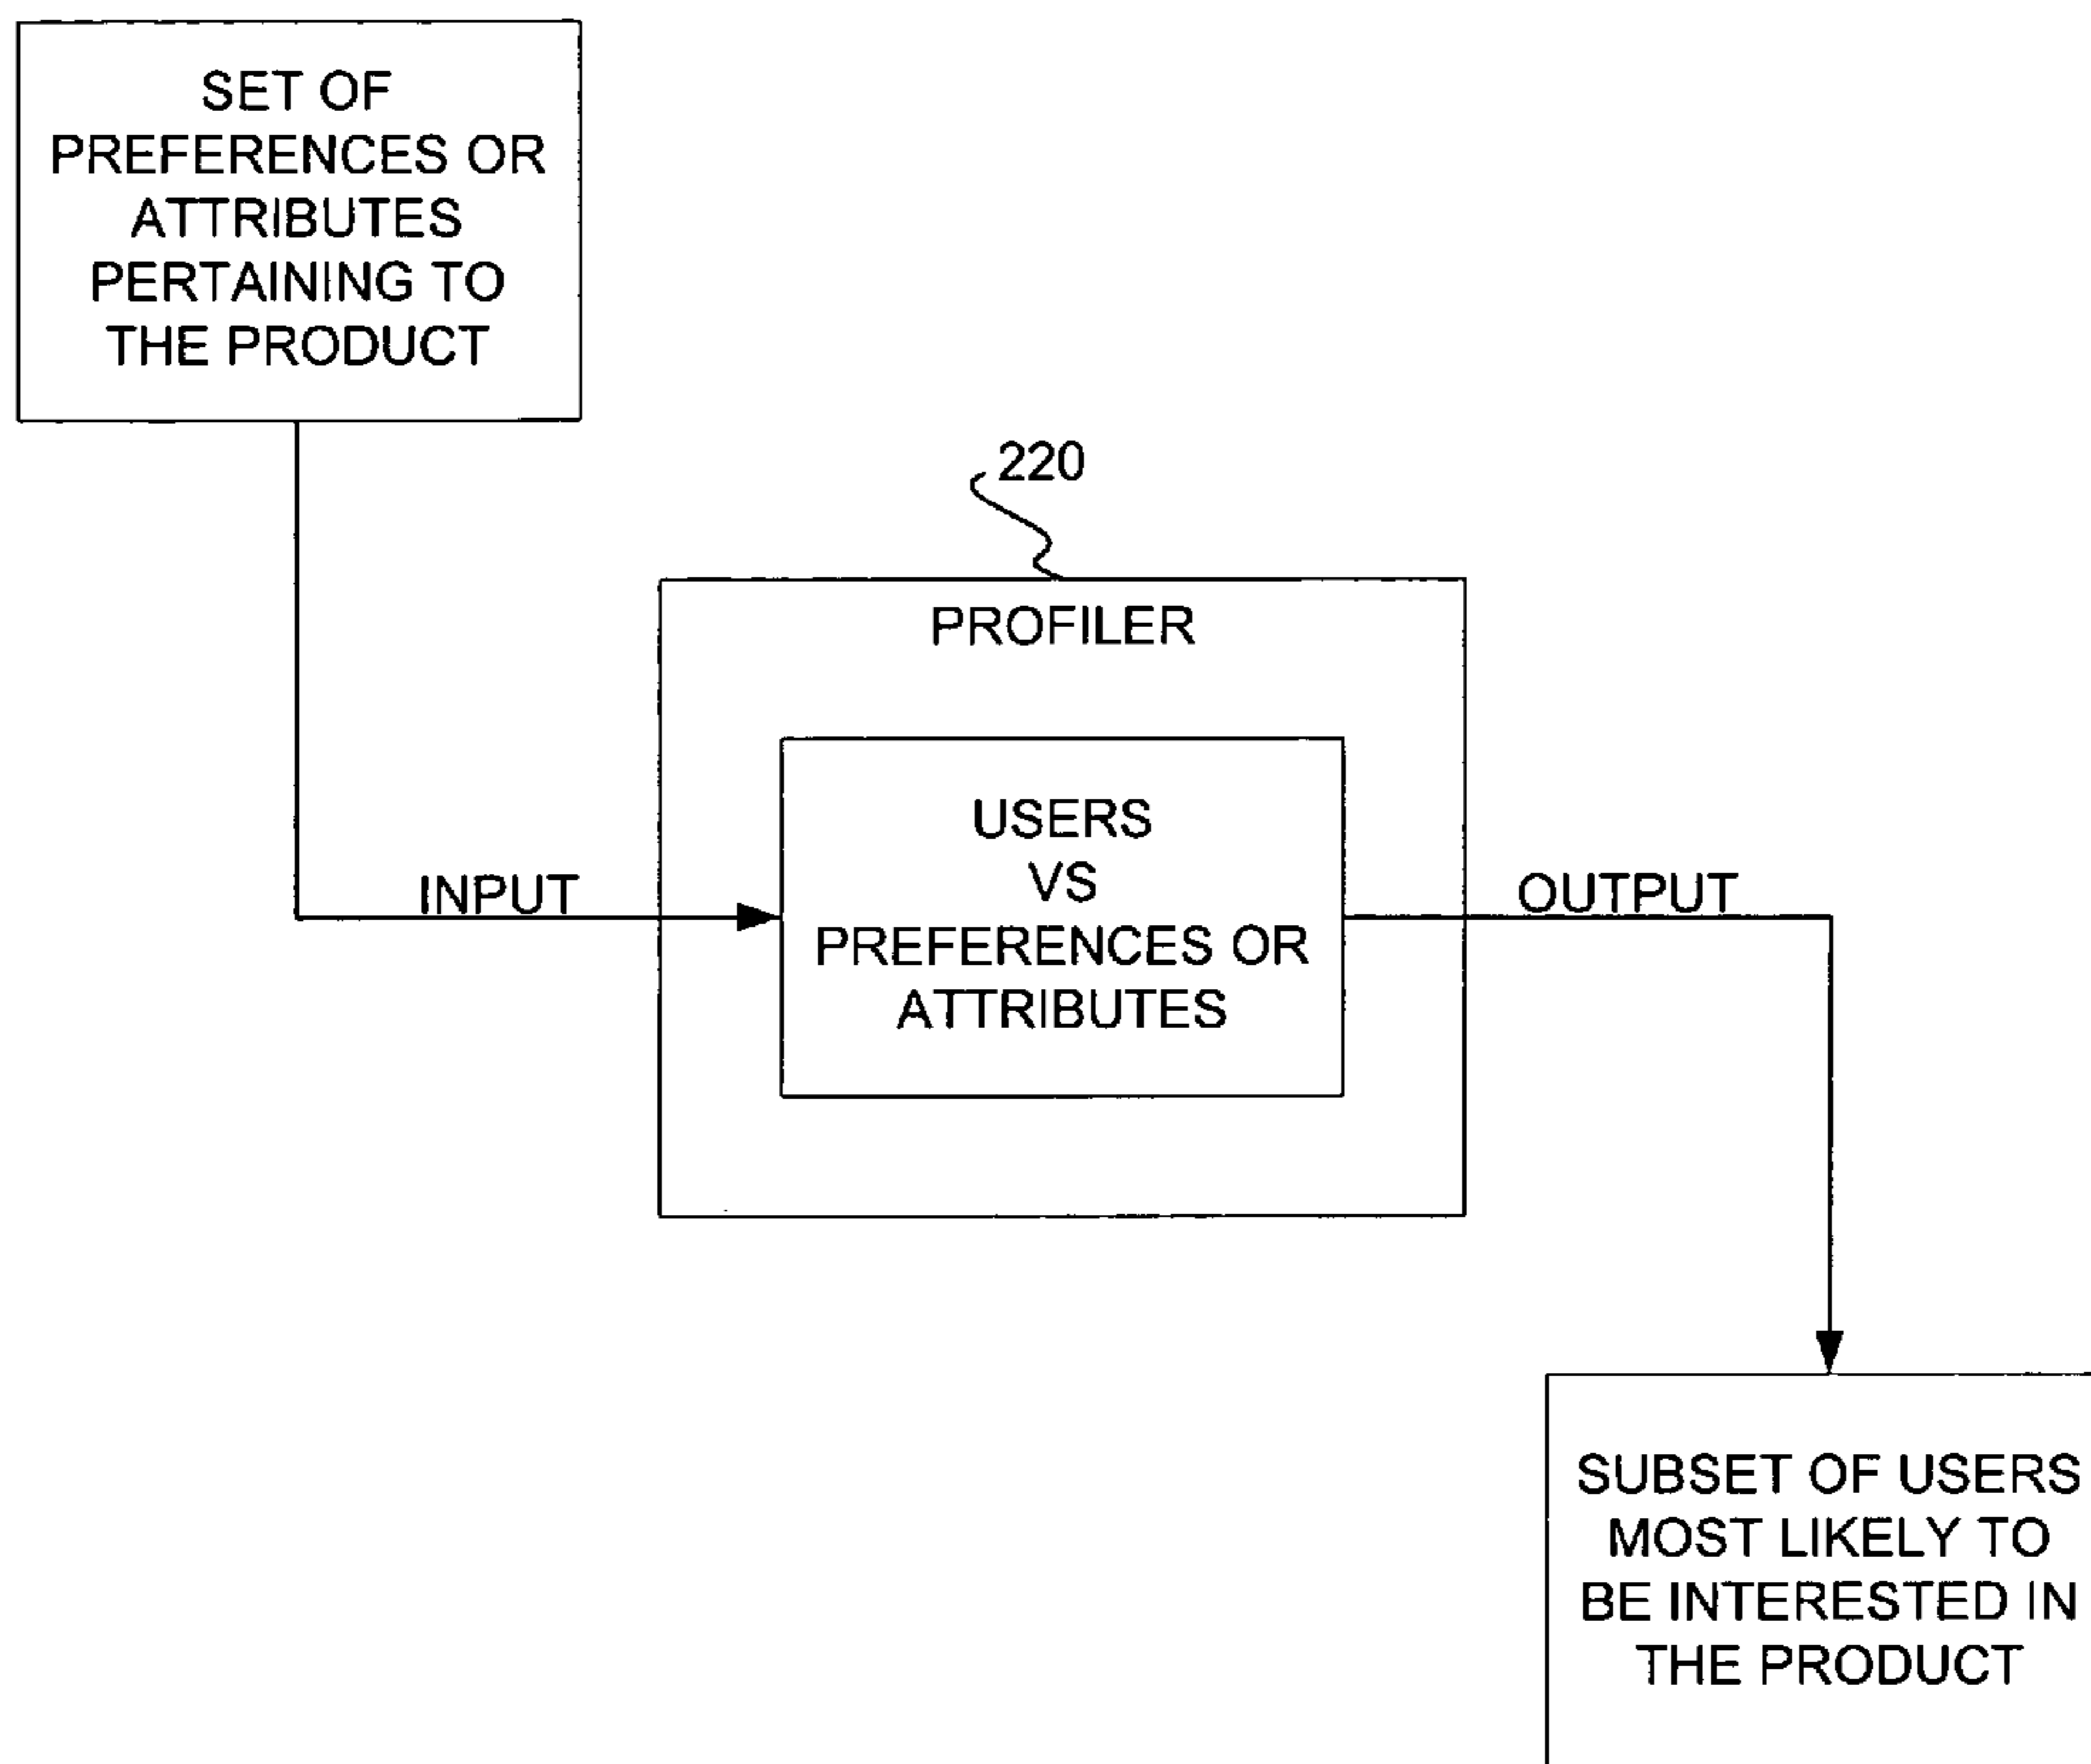 SET OF
PREFERENCES OR
ATTRIBUTES
PERTAINING TO
THE PRODUCT
220
PROFILER
USERS
VS
PREFERENCES OR
ATTRIBUTES
INPUT
OUTPUT
SUBSET OF USERS
MOST LIKELY TO
BE INTERESTED IN
THE PRODUCT